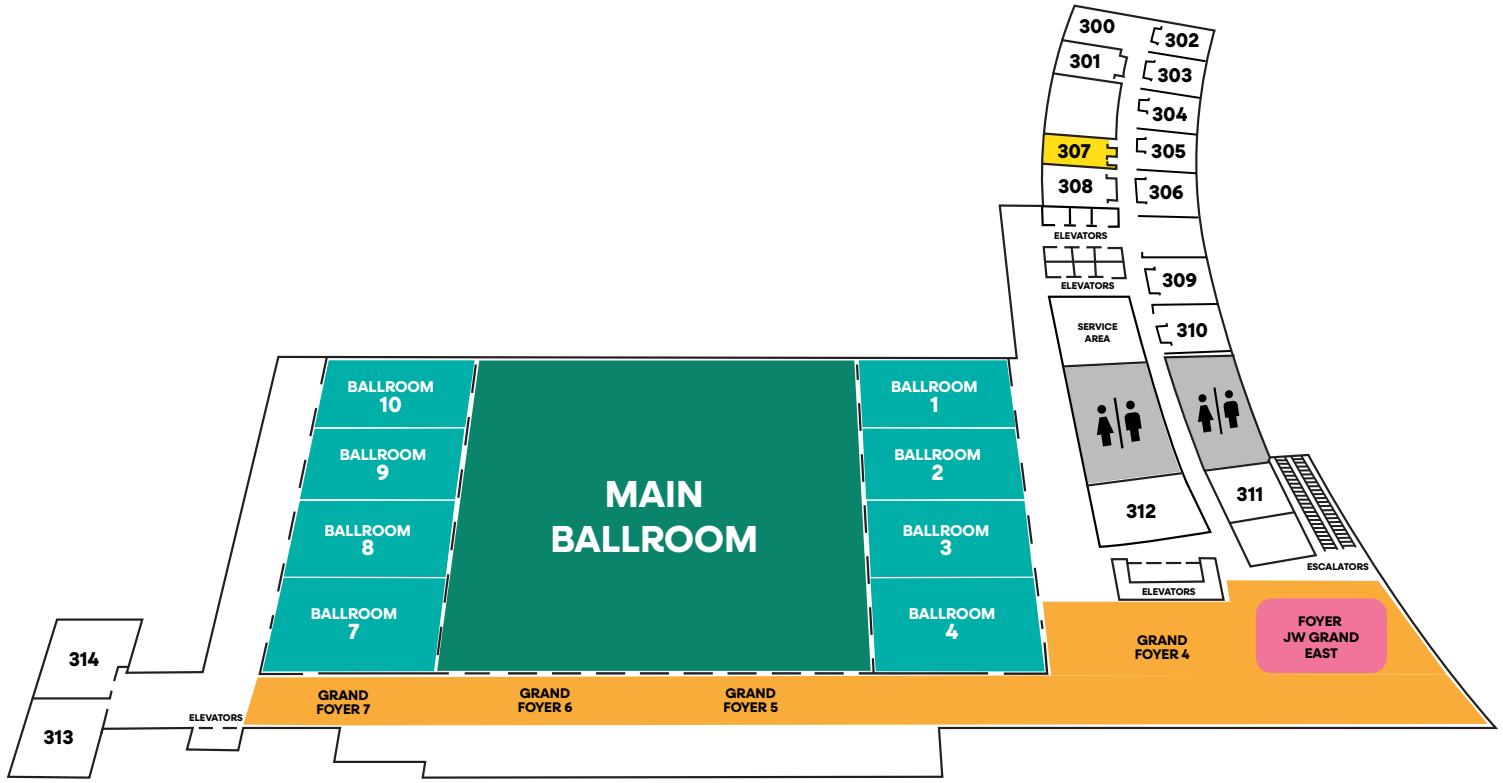 300
302
301
303
304
307
305
308
306
ELEVATORS
ELEVATORS
309
SERVICE
AREA
310
BALLROOM
10
BALLROOM
1
BALLROOM
9
BALLROOM
2
MAIN
BALLROOM
311
312
BALLROOM
8
BALLROOM
3
ESCALATORS
ELEVATORS
BALLROOM
7
BALLROOM
4
GRAND
FOYER 4
FOYER
JW GRAND
EAST
314
GRAND
FOYER 7
GRAND
FOYER 6
GRAND
FOYER 5
ELEVATORS
313